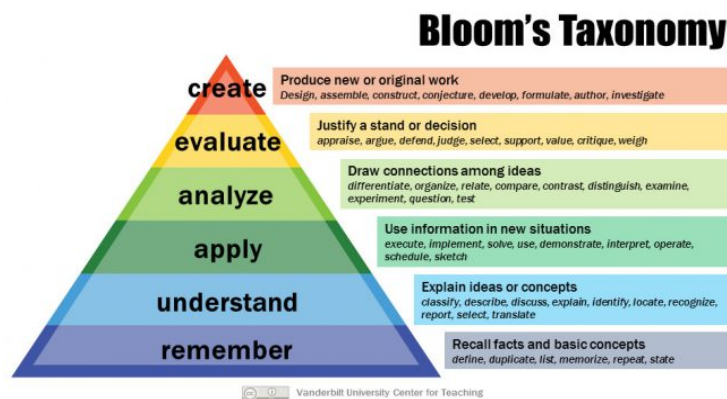 Bloom's Taxonomy
create
Produce new or original work
Design, assemble, construct, conjecture, develop, formulate, author, investigate
evaluate
Justify a stand or decision
appraise, argue, defend, judge, select, support, value, critique, weigh
analyze
Draw connections among ideas
differentiate, organize, relate, compare, contrast, distinguish, examine,
experiment, question, test
apply
Use information in new situations
execute, implement, solve, use, demonstrate, interpret, operate,
schedule, sketch
understand
Explain ideas or concepts
classify, describe, discuss, explain, identify, locate, recognize,
report, select, translate
remember
Recall facts and basic concepts
define, duplicate, list, memorize, repeat, state
cc
Vanderbilt University Center for Teaching